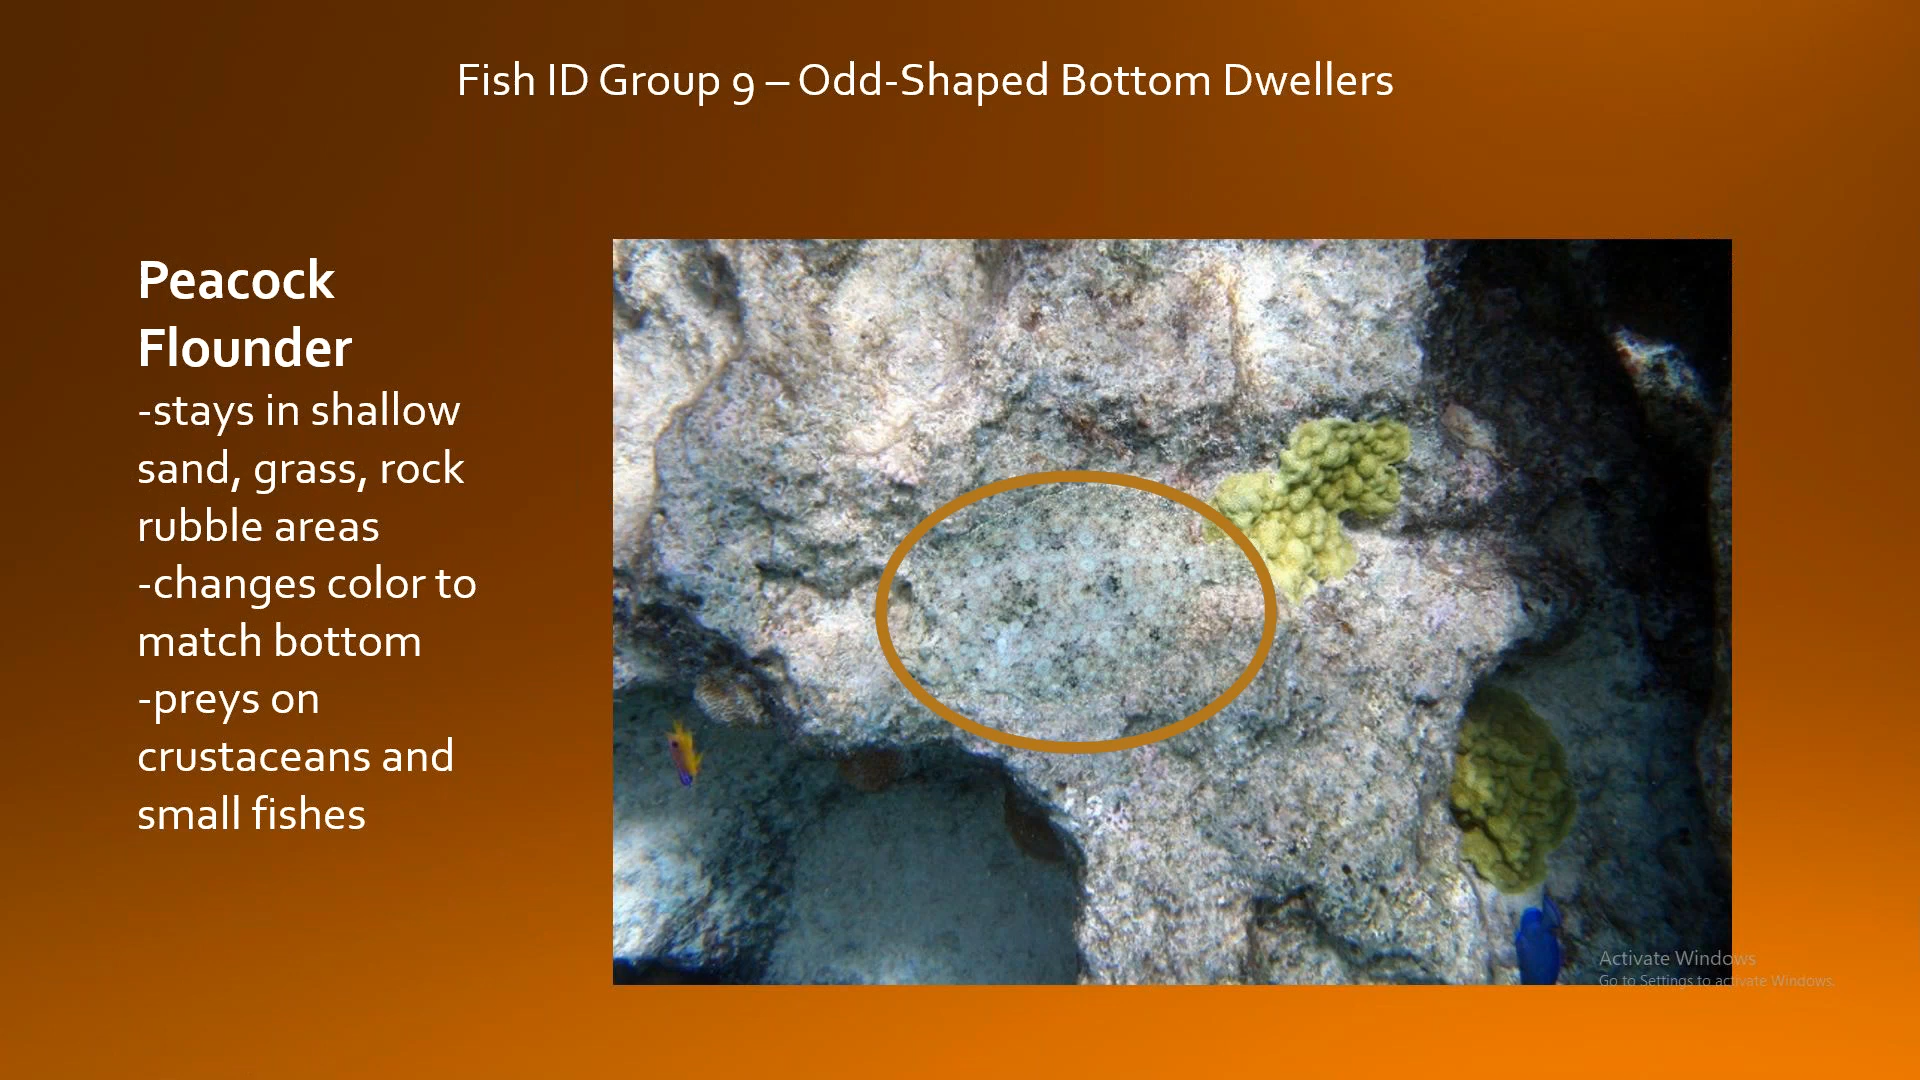 Fish ID Group 9 – Odd-Shaped Bottom Dwellers
Peacock
Flounder
-stays in shallow
sand, grass, rock
rubble areas
-changes color to
match bottom
-preys on
crustaceans and
small fishes
Activate Windows
Go to Settings to activate Windows.